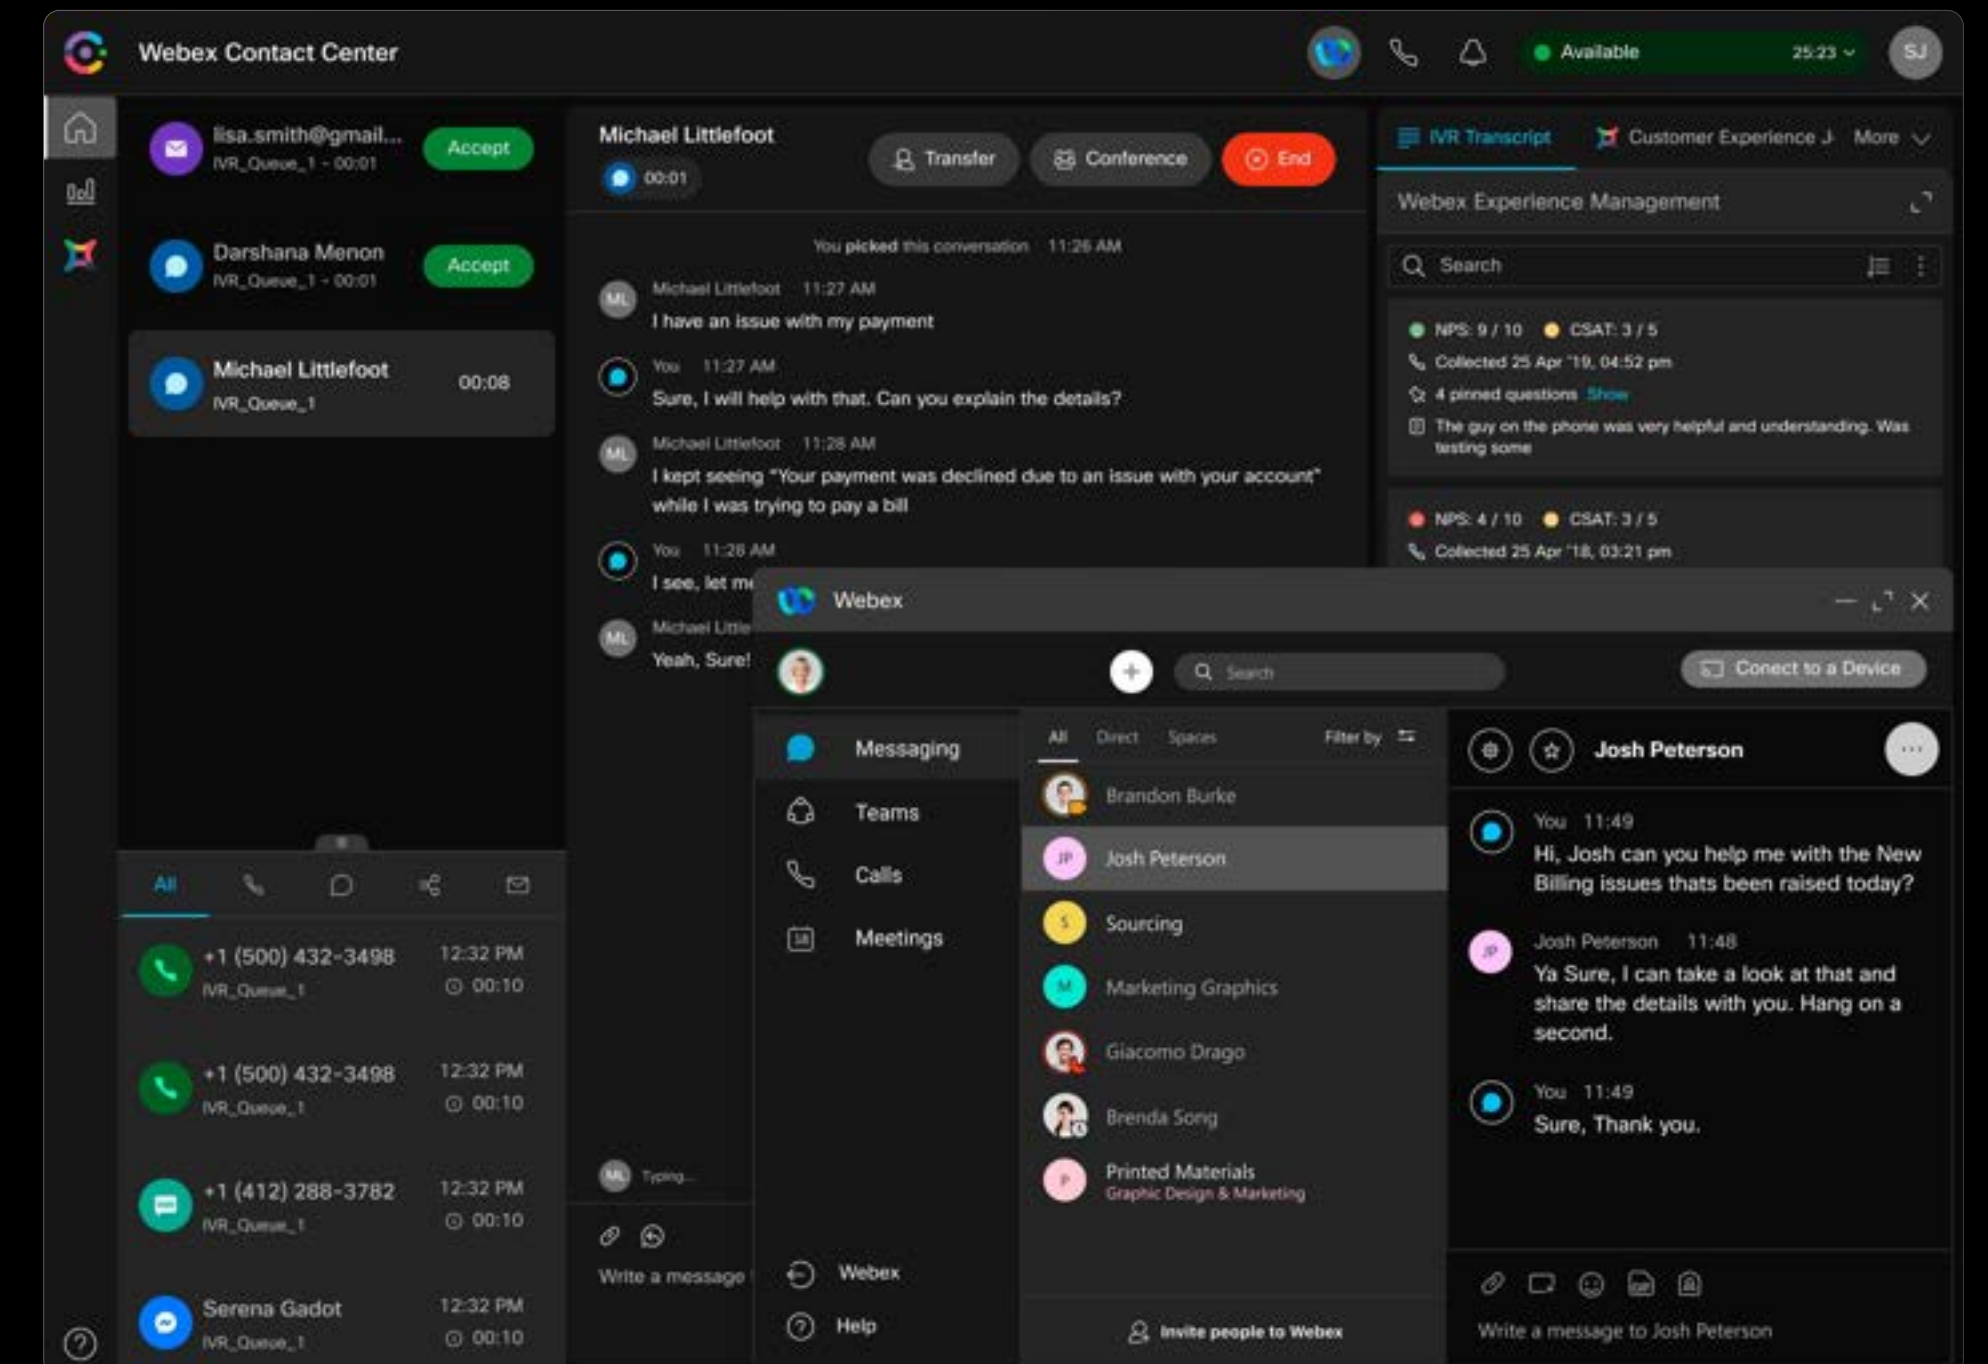 Webex Contact Center
Available
25:23
SJ
lisa.smith@gmail...
IVR_Queue_1 - 00:01
Accept
Darshana Menon
IVR_Queue_1 - 00:01
Accept
Michael Littlefoot
IVR_Queue_1
00:08
All
+1 (500) 432-3498
12:32 PM
IVR_Queue_1
00:10
+1 (500) 432-3498
12:32 PM
IVR_Queue_1
00:10
+1 (412) 288-3782
12:32 PM
IVR_Queue_1
00:10
Serena Gadot
12:32 PM
IVR_Queue_1
00:10
Michael Littlefoot
00:01
Transfer
Conference
End
You picked this conversation 11:26 AM
ML
Michael Littlefoot 11:27 AM
I have an issue with my payment
You 11:27 AM
Sure, I will help with that. Can you explain the details?
ML
Michael Littlefoot 11:28 AM
I kept seeing "Your payment was declined due to an issue with your account"
while I was trying to pay a bill
You 11:28 AM
I see, let me
ML
Michael Little
Yeah, Sure!
ML
Typing...
Write a message
IVR Transcript
Customer Experience J
More
Webex Experience Management
Search
NPS: 9 / 10
CSAT: 3 / 5
Collected 25 Apr '19, 04:52 pm
4 pinned questions Show
The guy on the phone was very helpful and understanding. Was
testing some
NPS: 4 / 10
CSAT: 3 / 5
Collected 25 Apr '18, 03:21 pm
Webex
Search
Conect to a Device
Messaging
Teams
Calls
18
Meetings
Webex
Help
All
Direct
Spaces
Filter by
Brandon Burke
JP
Josh Peterson
S
Sourcing
M
Marketing Graphics
Giacomo Drago
Brenda Song
P
Printed Materials
Graphic Design & Marketing
Invite people to Webex
Josh Peterson
You 11:49
Hi, Josh can you help me with the New
Billing issues thats been raised today?
JP
Josh Peterson 11:48
Ya Sure, I can take a look at that and
share the details with you. Hang on a
second.
You 11:49
Sure, Thank you.
GIF
Write a message to Josh Peterson